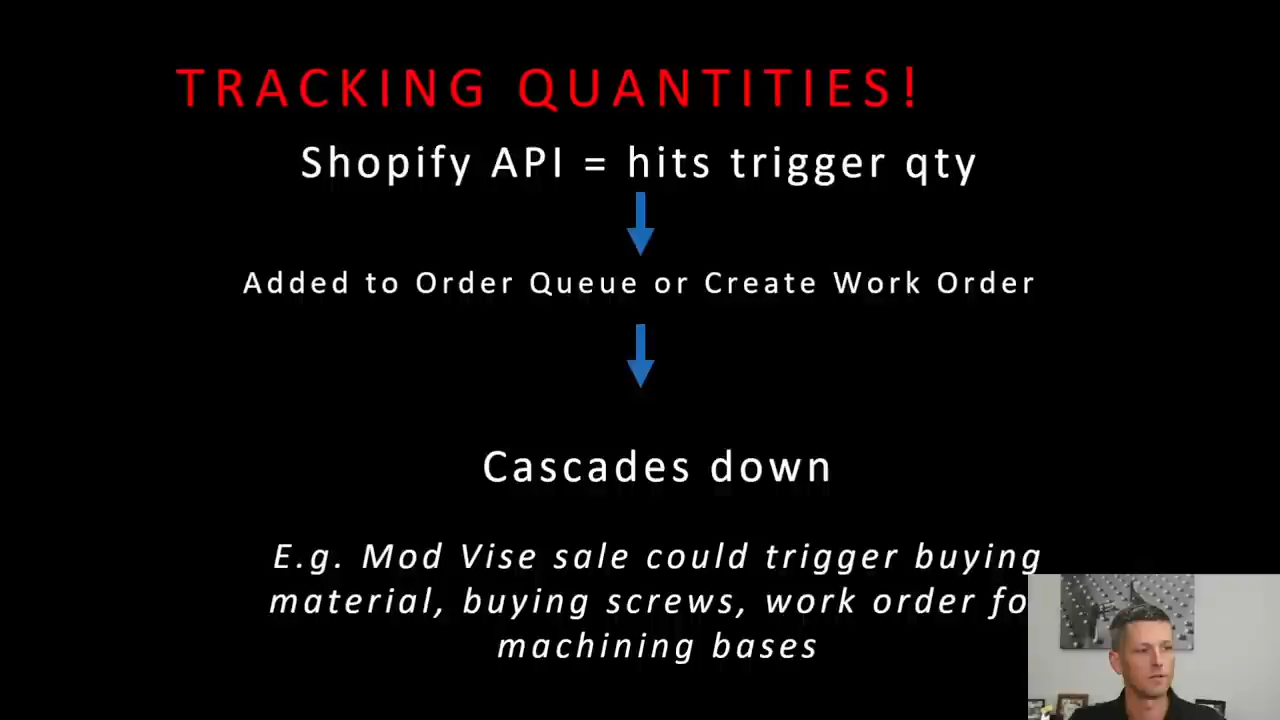 TRACKING QUANTITIES!
Shopify API = hits trigger qty
Added to Order Queue or Create Work Order
Cascades down
E.g. Mod Vise sale could trigger buying
material, buying screws, work order fo
machining bases